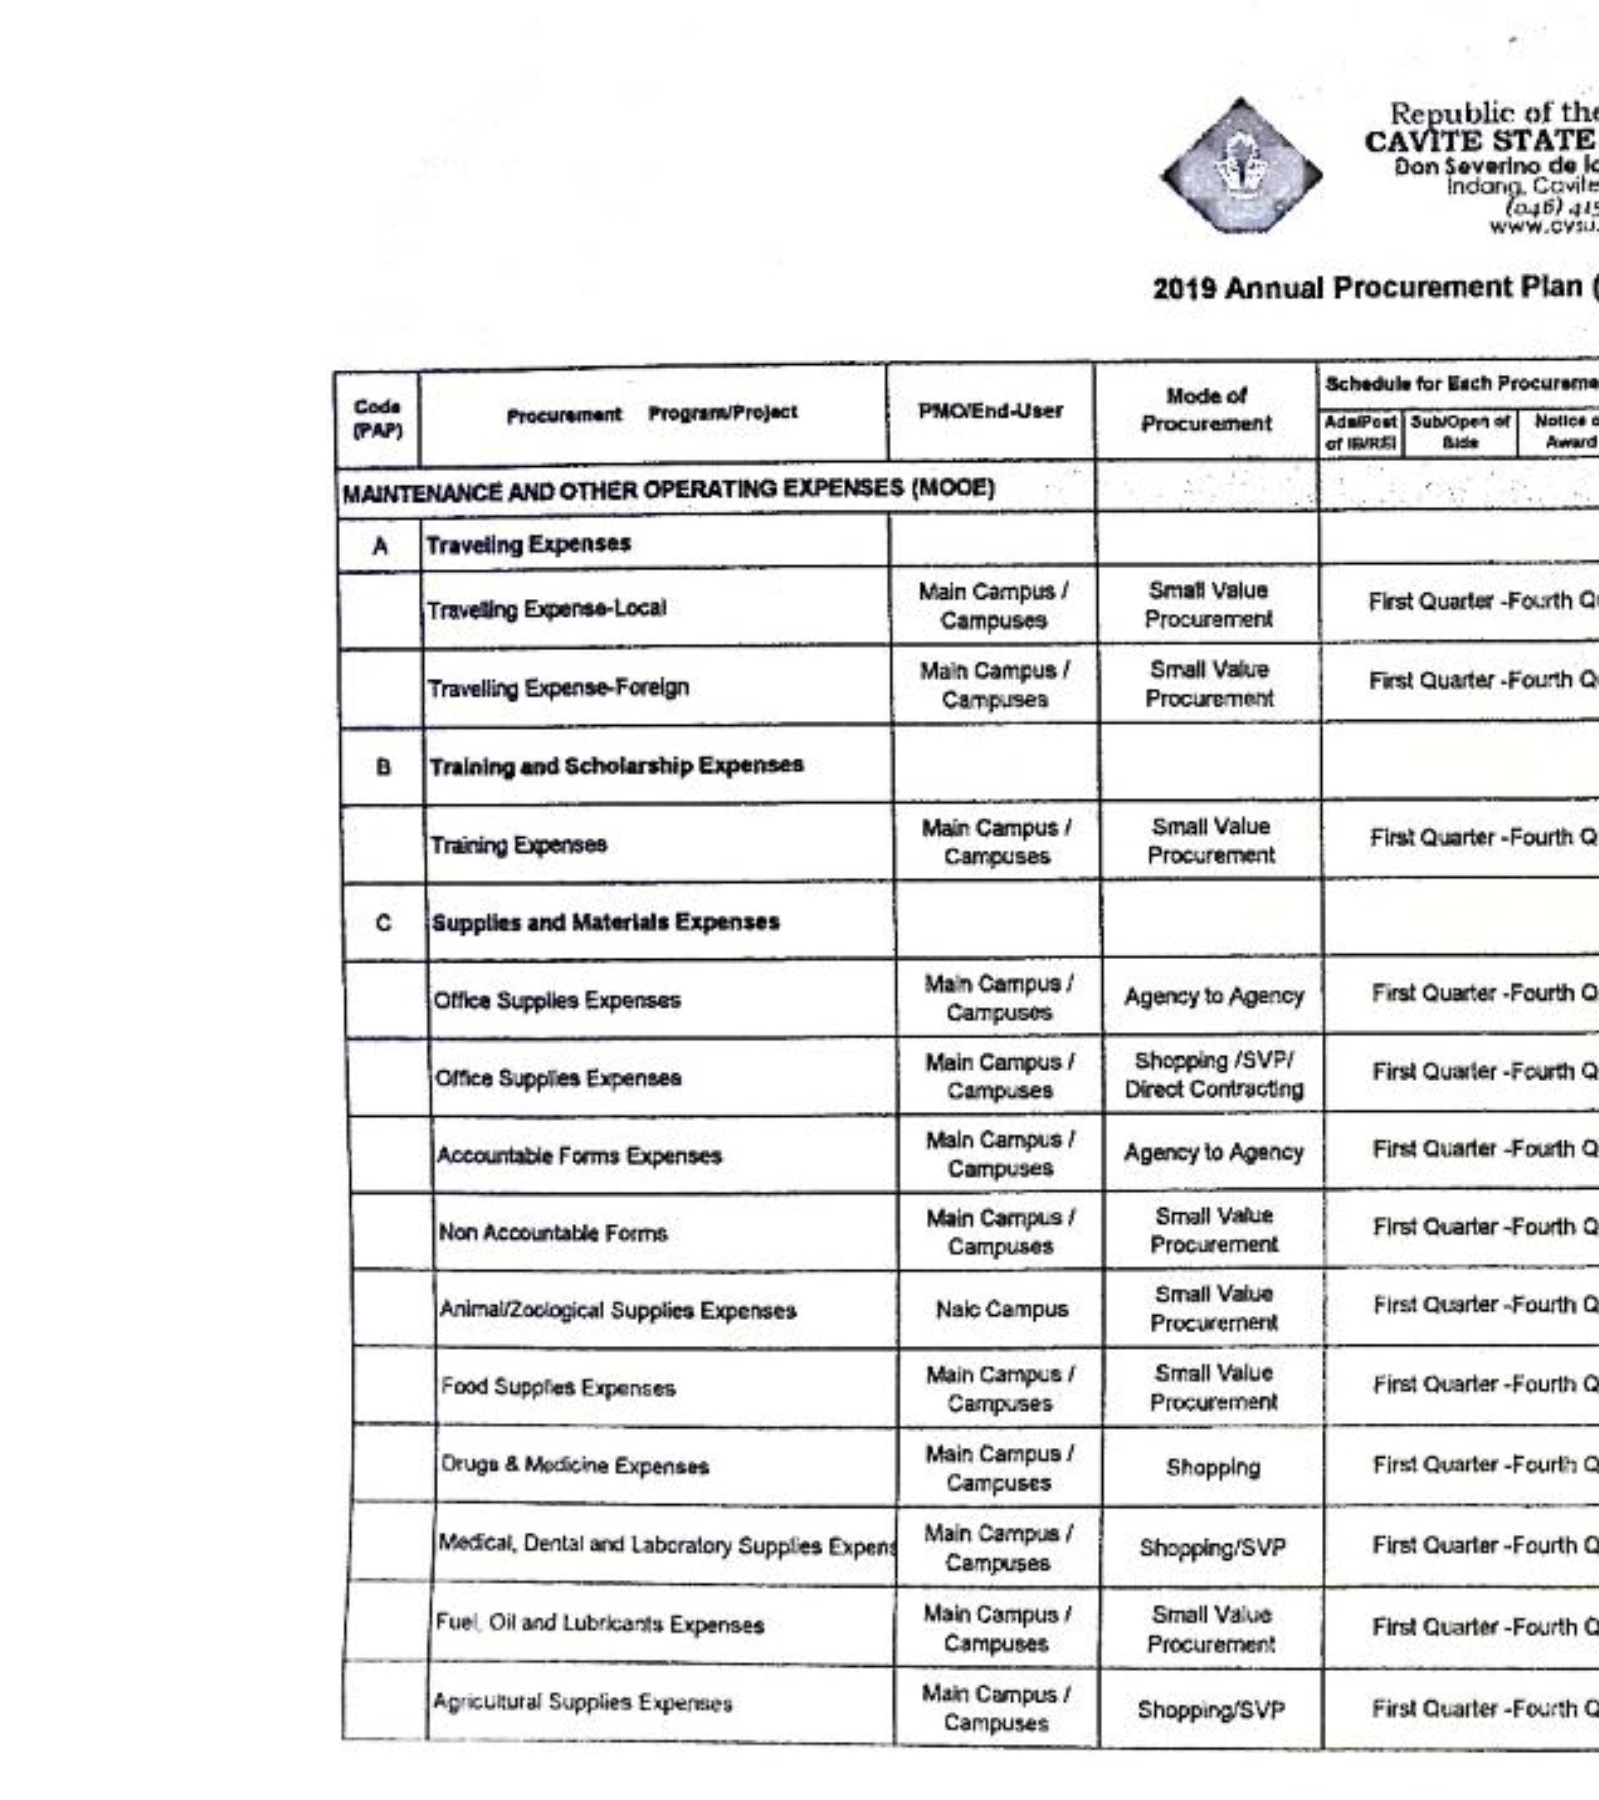 Republic of the
CAVITE STATE
Don Severino de
Indang, Cavite
(046) 415
www.cvsu.
2019 Annual Procurement Plan (
Code
(PAP)
Procurement Program/Project
PMO/End-User
Mode of
Procurement
Schedule for Each Procureme
Ads/Post
of IB/REI
Sub/Open of
Bids
Notice o
Award
MAINTENANCE AND OTHER OPERATING EXPENSES (MOOE)
A Traveling Expenses
Travelling Expense-Local
Main Campus /
Campuses
Small Value
Procurement
First Quarter -Fourth Q
Travelling Expense-Foreign
Main Campus /
Campuses
Small Value
Procurement
First Quarter -Fourth Q
B Training and Scholarship Expenses
Training Expenses
Main Campus /
Campuses
Small Value
Procurement
First Quarter -Fourth Q
C Supplies and Materials Expenses
Office Supplies Expenses
Main Campus /
Campuses
Agency to Agency
First Quarter -Fourth Q
Office Supplies Expenses
Main Campus /
Campuses
Shopping /SVP/
Direct Contracting
First Quarter -Fourth Q
Accountable Forms Expenses
Main Campus /
Campuses
Agency to Agency
First Quarter -Fourth Q
Non Accountable Forms
Main Campus /
Campuses
Small Value
Procurement
First Quarter -Fourth Q
Animal/Zoological Supplies Expenses
Naic Campus
Small Value
Procurement
First Quarter -Fourth Q
Food Supplies Expenses
Main Campus /
Campuses
Small Value
Procurement
First Quarter -Fourth Q
Drugs & Medicine Expenses
Main Campus /
Campuses
Shopping
First Quarter -Fourth Q
Medical, Dental and Laboratory Supplies Expens
Main Campus /
Campuses
Shopping/SVP
First Quarter -Fourth Q
Fuel, Oil and Lubricants Expenses
Main Campus /
Campuses
Small Value
Procurement
First Quarter -Fourth Q
Agricultural Supplies Expenses
Main Campus /
Campuses
Shopping/SVP
First Quarter -Fourth Q